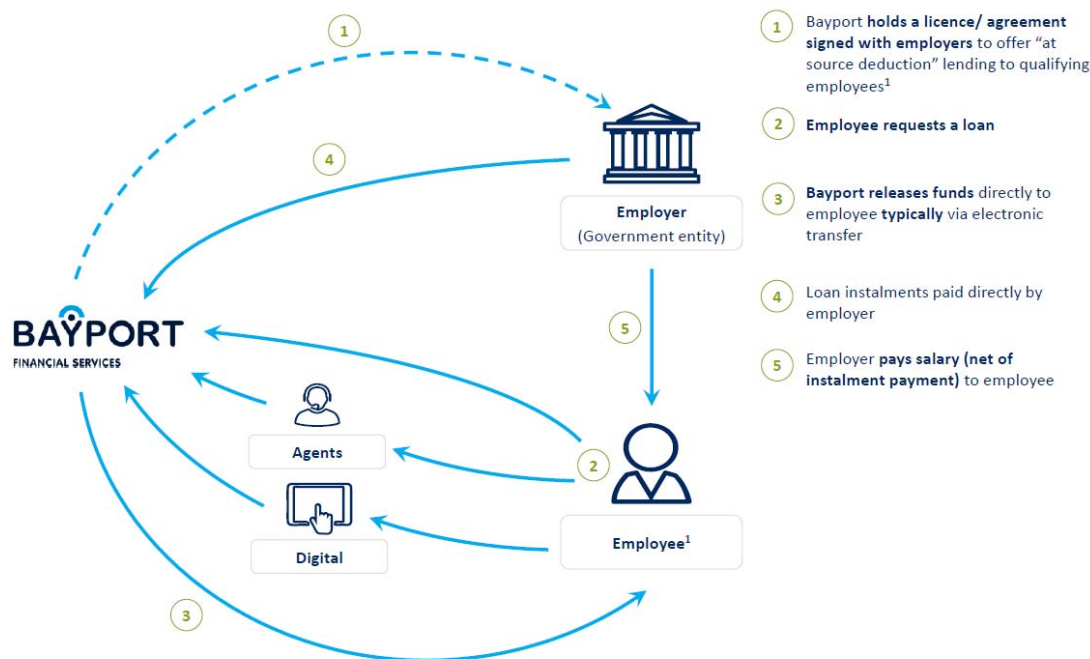 1
1
Bayport holds a licence/ agreement
signed with employers to offer “at
source deduction” lending to qualifying
employees1
2
Employee requests a loan
4
3
Bayport releases funds directly to
employee typically via electronic
transfer
Employer
(Government entity)
4
Loan instalments paid directly by
employer
BAYPORT
FINANCIAL SERVICES
5
5
Employer pays salary (net of
instalment payment) to employee
Agents
2
Digital
Employee1
3